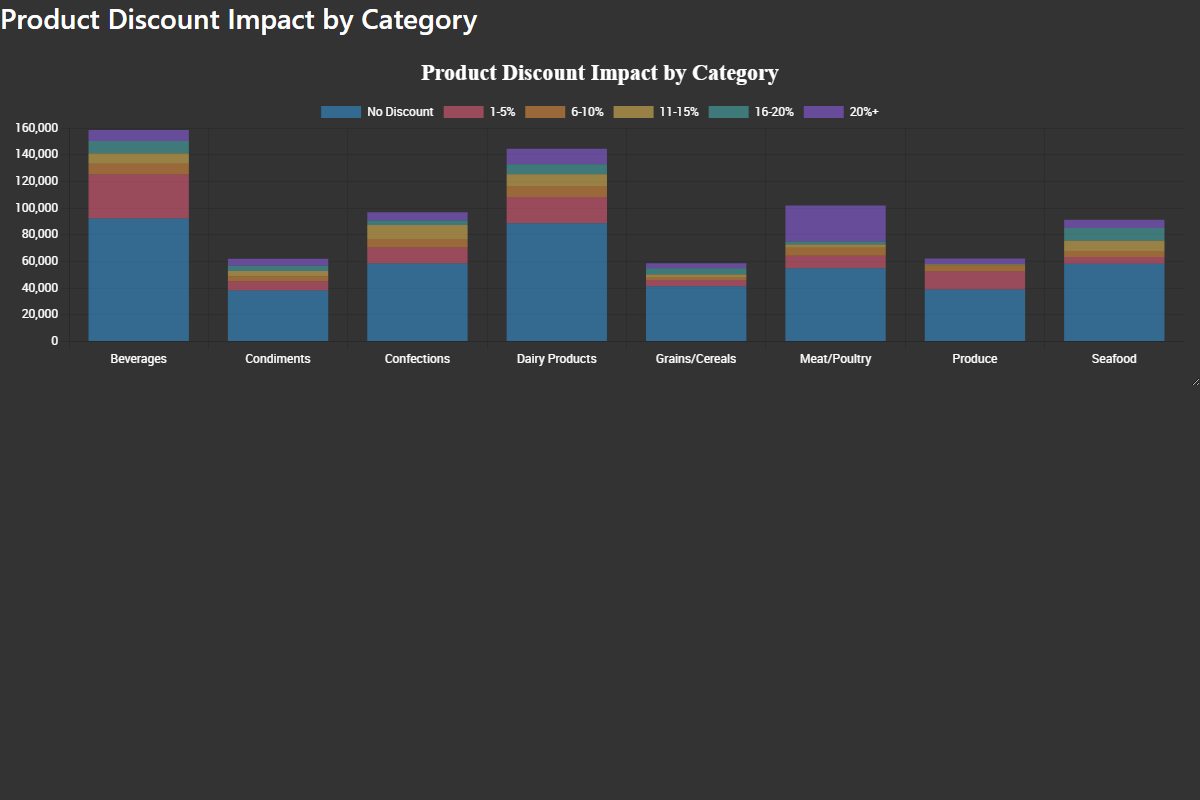 Product Discount Impact by Category
Product Discount Impact by Category
No Discount 1-5% 6-10% 11-15% 16-20% 20%+
160,000
140,000
120,000
100,000
80,000
60,000
40,000
20,000
0
Beverages Condiments Confections Dairy Products Grains/Cereals Meat/Poultry Produce Seafood